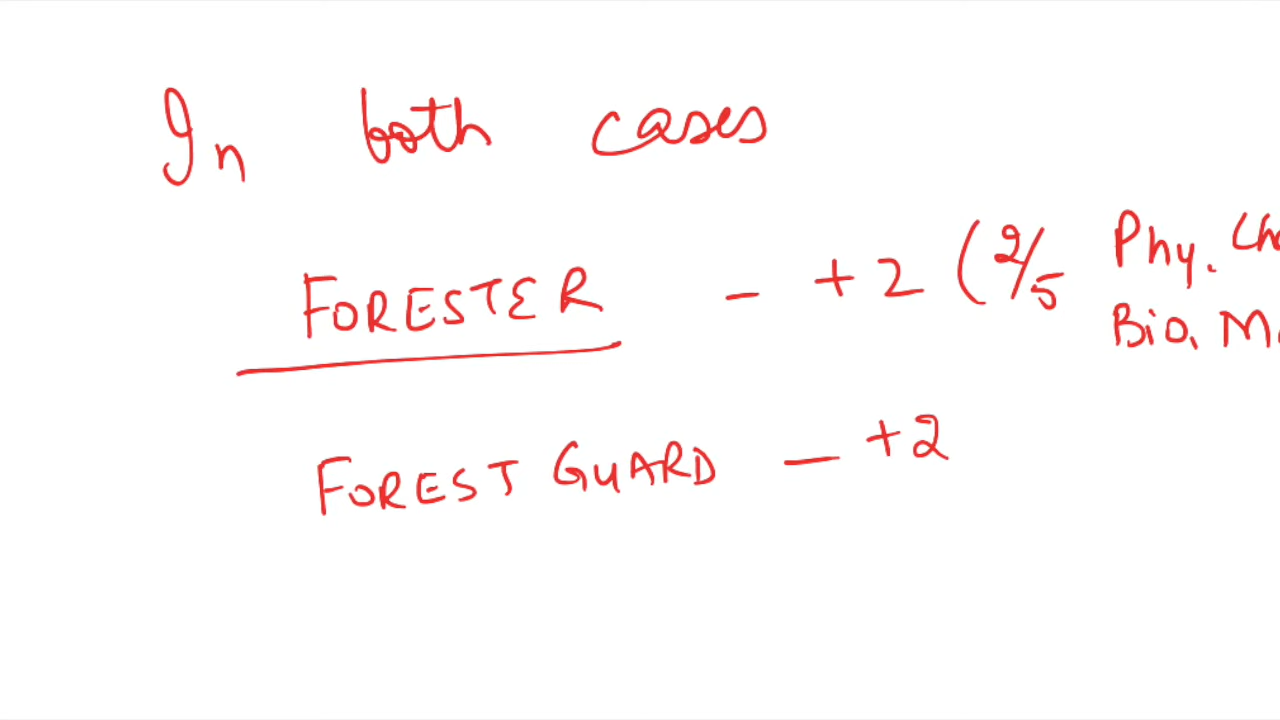 In both cases
FORESTER - +2 (2/5 Phy.
Bio.
FOREST GUARD - +2